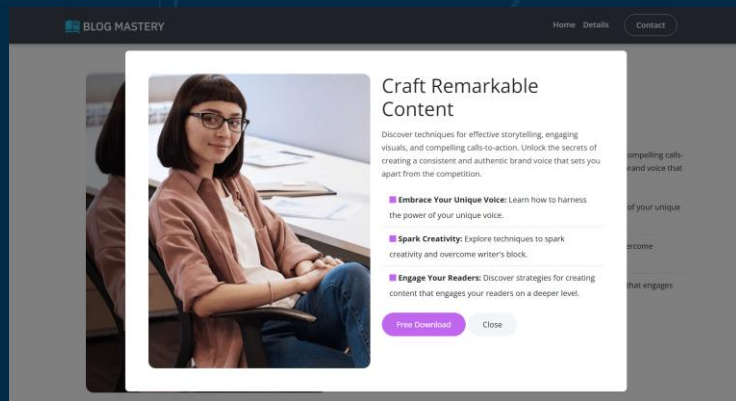 BLOG MASTERY
Home Details Contact
Craft Remarkable
Content
Discover techniques for effective storytelling, engaging
visuals, and compelling calls-to-action. Unlock the secrets of
creating a consistent and authentic brand voice that sets you
apart from the competition.
Embrace Your Unique Voice: Learn how to harness
the power of your unique voice.
Spark Creativity: Explore techniques to spark
creativity and overcome writer's block.
Engage Your Readers: Discover strategies for creating
content that engages your readers on a deeper level.
Free Download Close
compelling calls-
brand voice that
of your unique
that engages